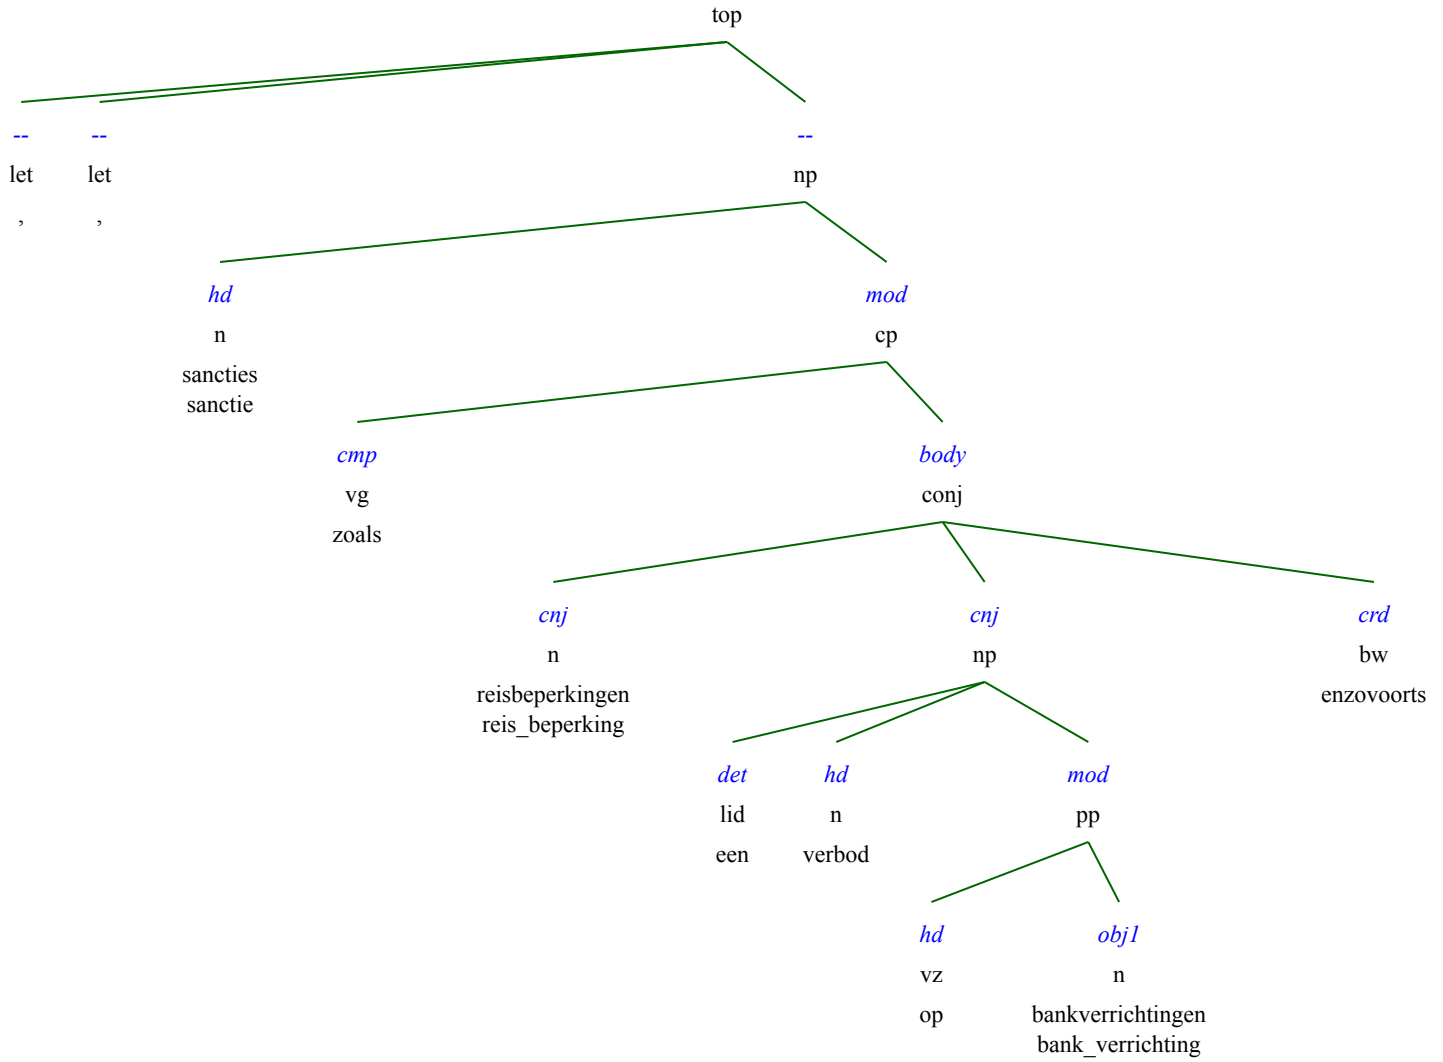 top
-- -- --
let let np
, ,
hd mod
n cp
sancties
sanctie
cmp body
vg conj
zoals
cnj cnj crd
n np bw
reisbeperkingen enzovoorts
reis_beperking
det hd mod
lid n pp
een verbod
hd obj1
vz n
op bankverrichtingen
bank_verrichting